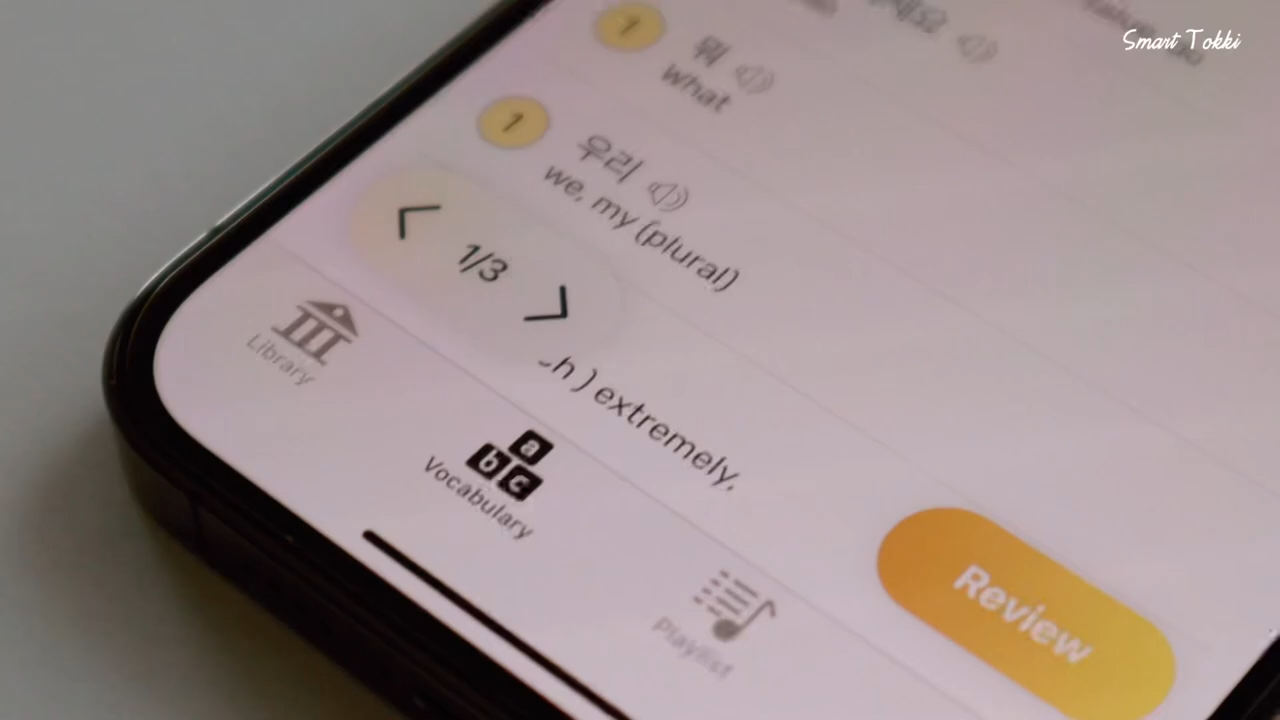 Smart Tokki
1
뭐
what
1
우리
we, my (plural)
1/3
h ) extremely,
Library
Vocabulary
a
b c
Playlist
Review